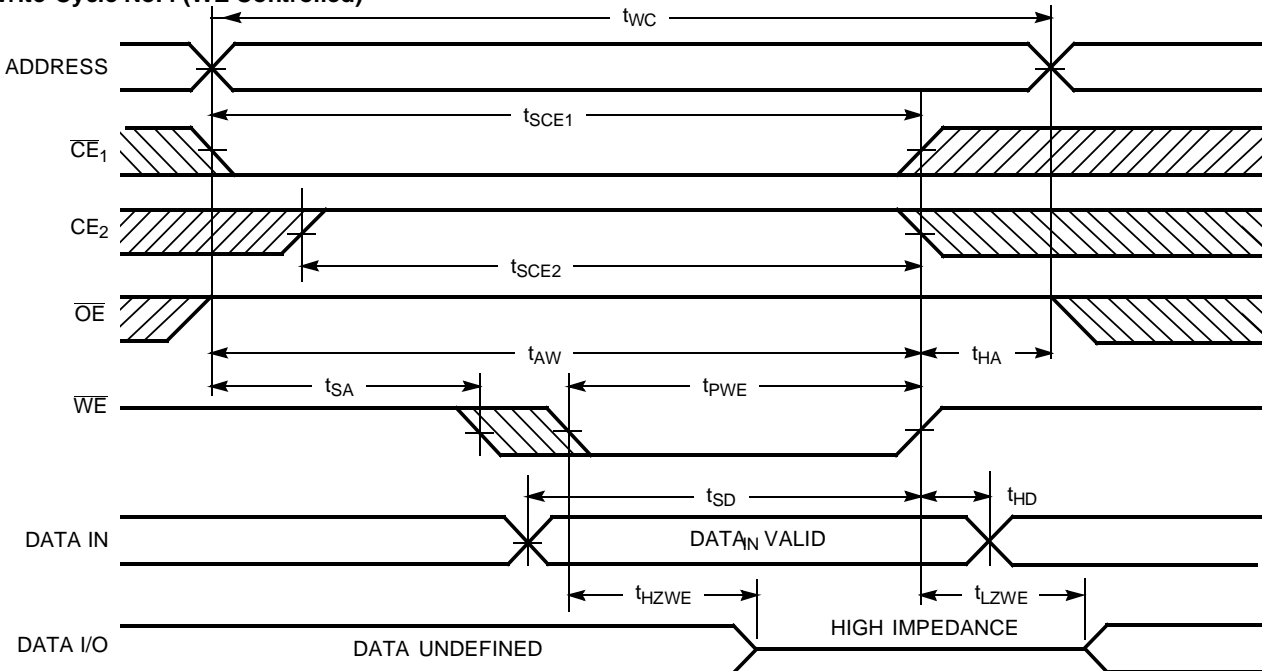 Write Cycle No. 1 (WE Controlled)
tWC
ADDRESS
tSCE1
CE1
CE2
tSCE2
OE
tAW
tHA
tSA
tPWE
WE
tSD
tHD
DATA IN
DATAIN VALID
tHZWE
tLZWE
HIGH IMPEDANCE
DATA I/O
DATA UNDEFINED